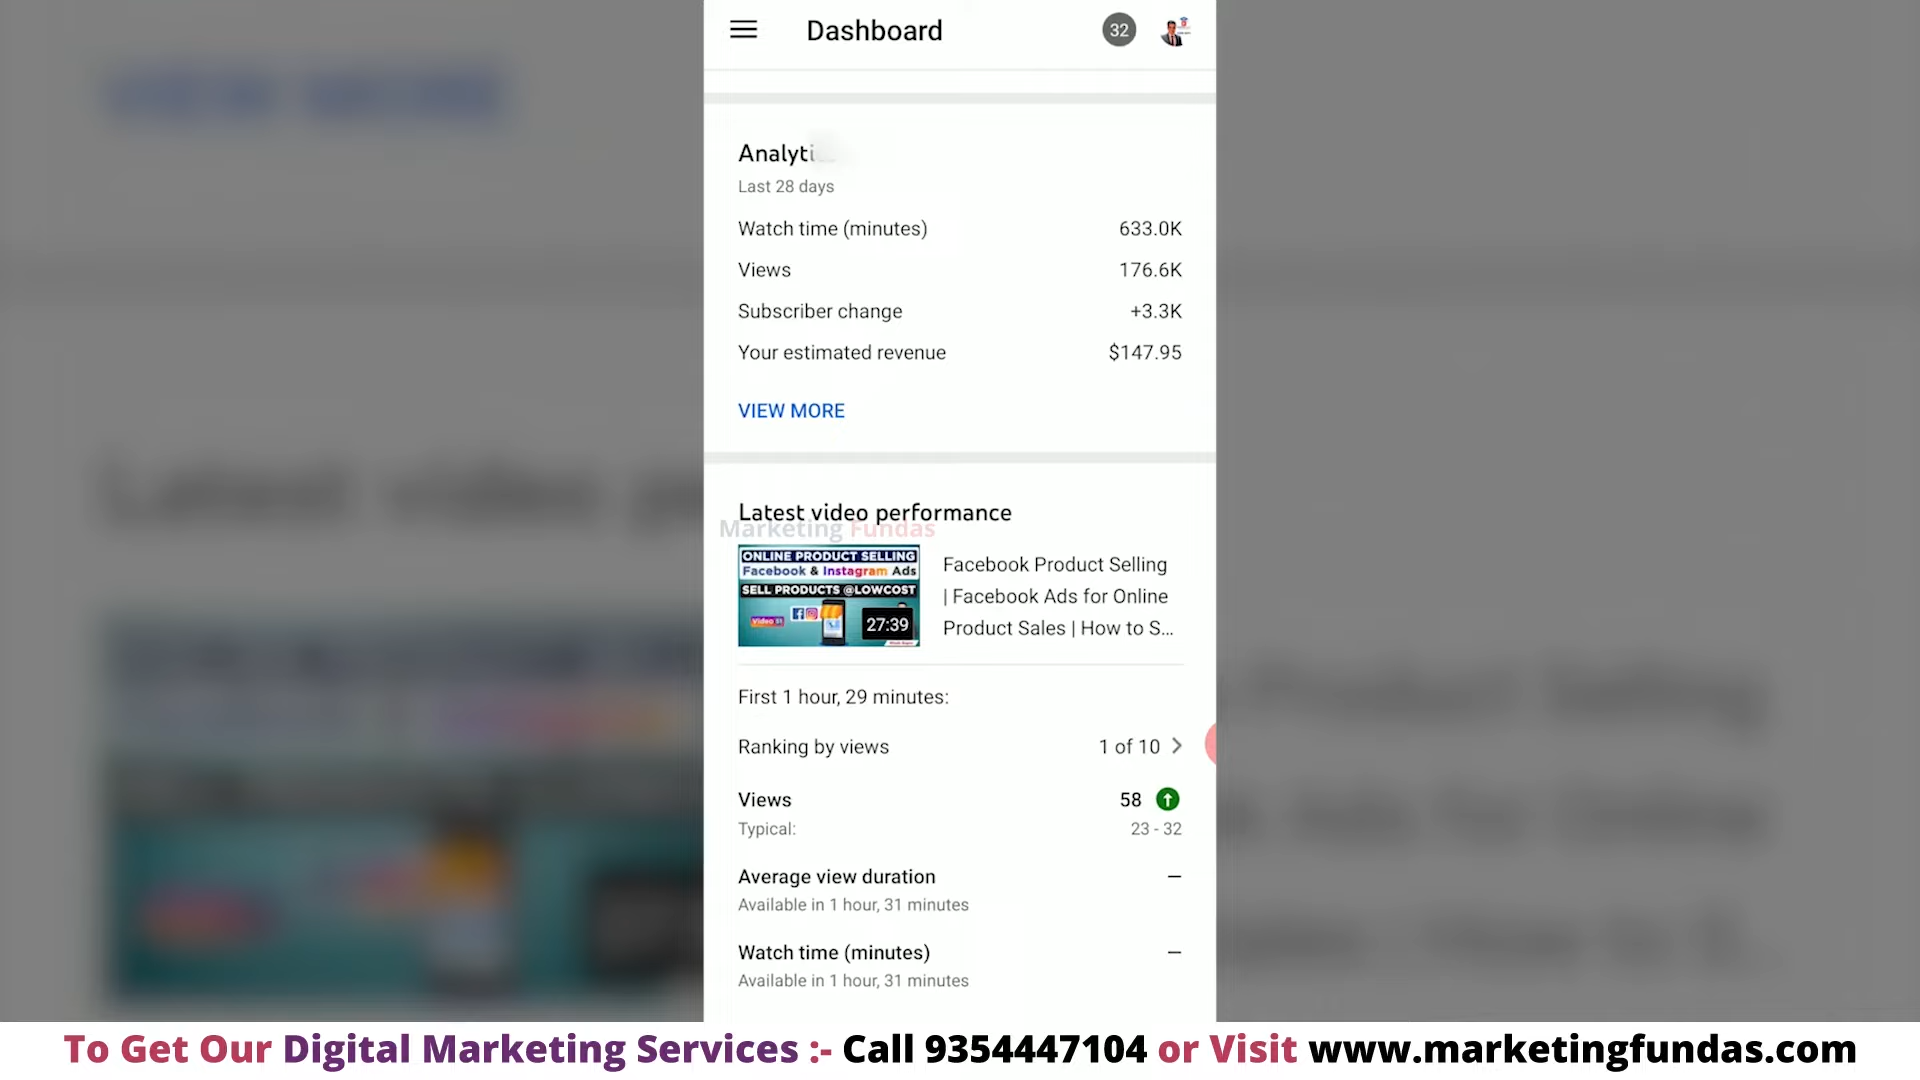 Dashboard
32
Analyti
Last 28 days
Watch time (minutes) 633.0K
Views 176.6K
Subscriber change +3.3K
Your estimated revenue $147.95
VIEW MORE
Latest video performance
Marketing Fundas
ONLINE PRODUCT SELLING
Facebook & Instagram Ads
SELL PRODUCTS @LOWCOST
27:39
Facebook Product Selling
| Facebook Ads for Online
Product Sales | How to S...
First 1 hour, 29 minutes:
Ranking by views 1 of 10
Views 58
Typical: 23 - 32
Average view duration –
Available in 1 hour, 31 minutes
Watch time (minutes) –
Available in 1 hour, 31 minutes
To Get Our Digital Marketing Services :- Call 9354447104 or Visit www.marketingfundas.com